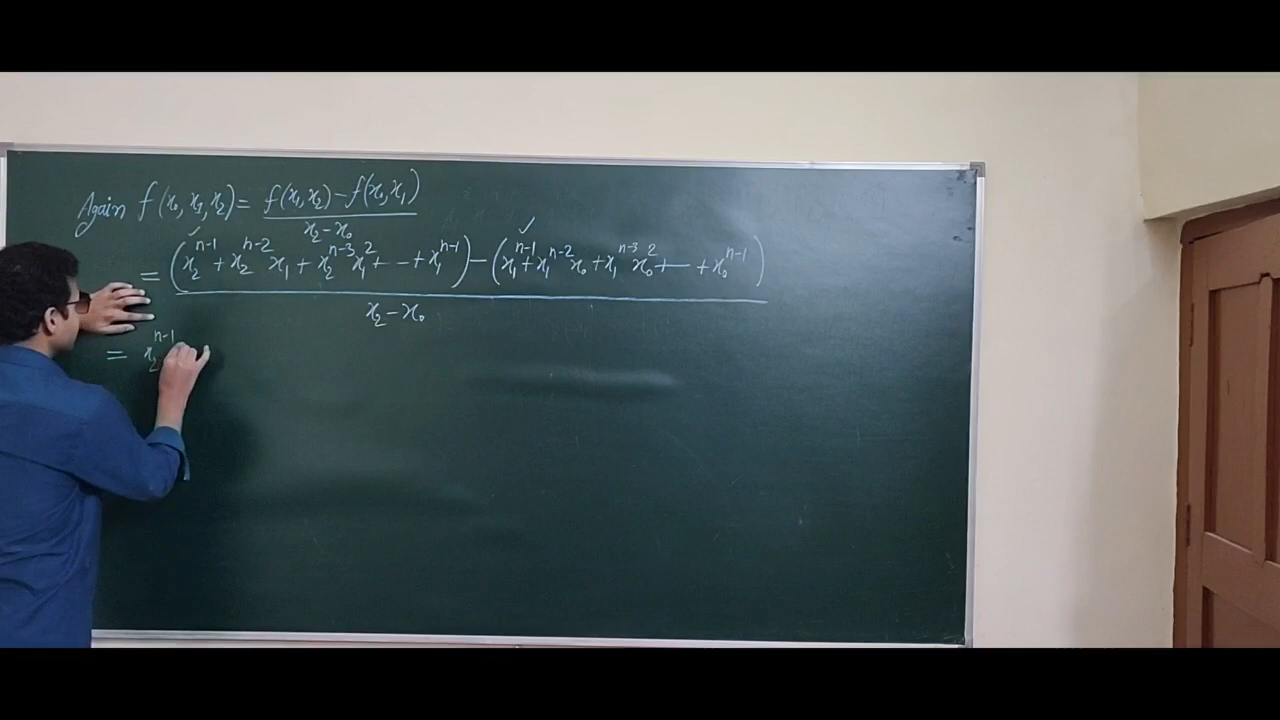 Again f(x₀, x₁, x₂) = f(x₁, x₂) – f(x₀, x₁) / x₂ – x₀
= (x₂ⁿ⁻¹ + x₂ⁿ⁻² x₁ + x₂ⁿ⁻³ x₁² + – – + x₁ⁿ⁻¹) – (x₁ⁿ⁻¹ + x₁ⁿ⁻² x₀ + x₁ⁿ⁻³ x₀² + — + x₀ⁿ⁻¹) / x₂ – x₀
= x₂ⁿ⁻¹